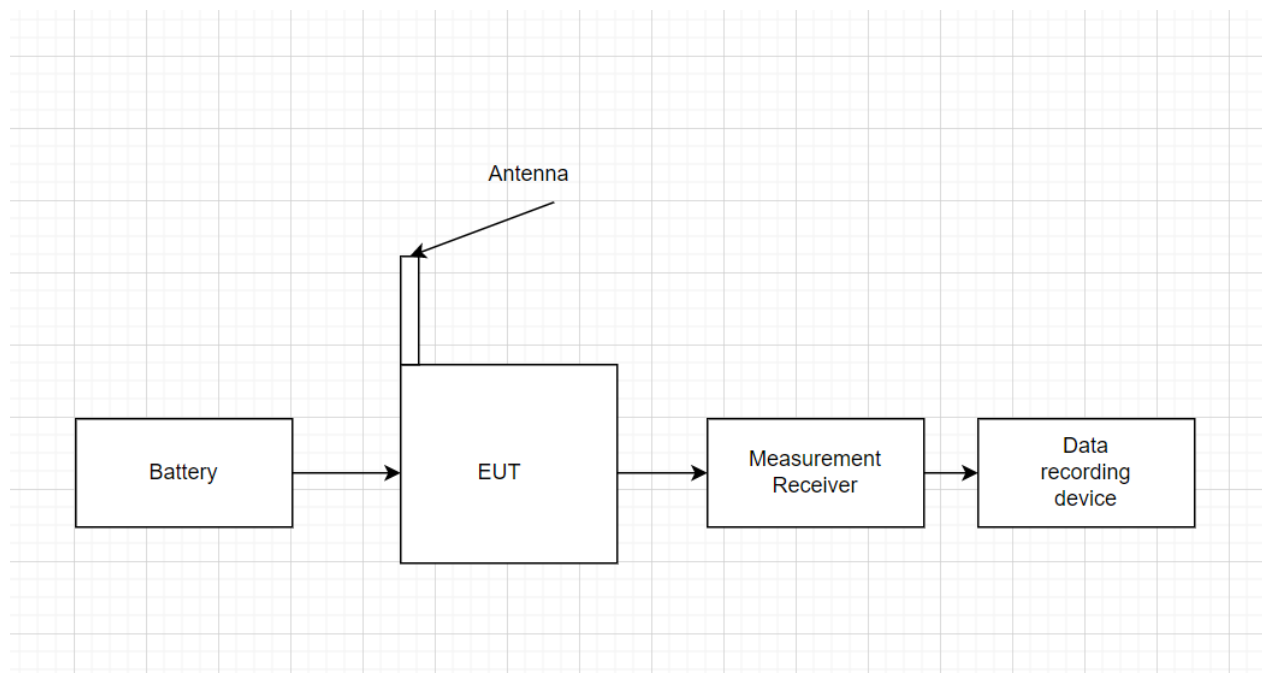 Antenna
Battery
EUT
Measurement
Receiver
Data
recording
device